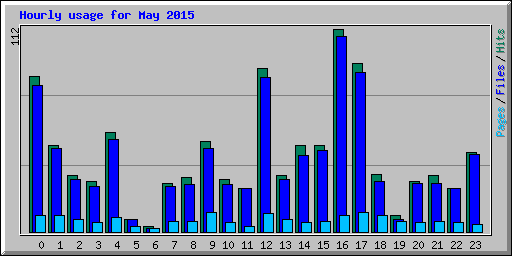 Hourly usage for May 2015
112
Pages/Files/Hits
0 1 2 3 4 5 6 7 8 9 10 11 12 13 14 15 16 17 18 19 20 21 22 23